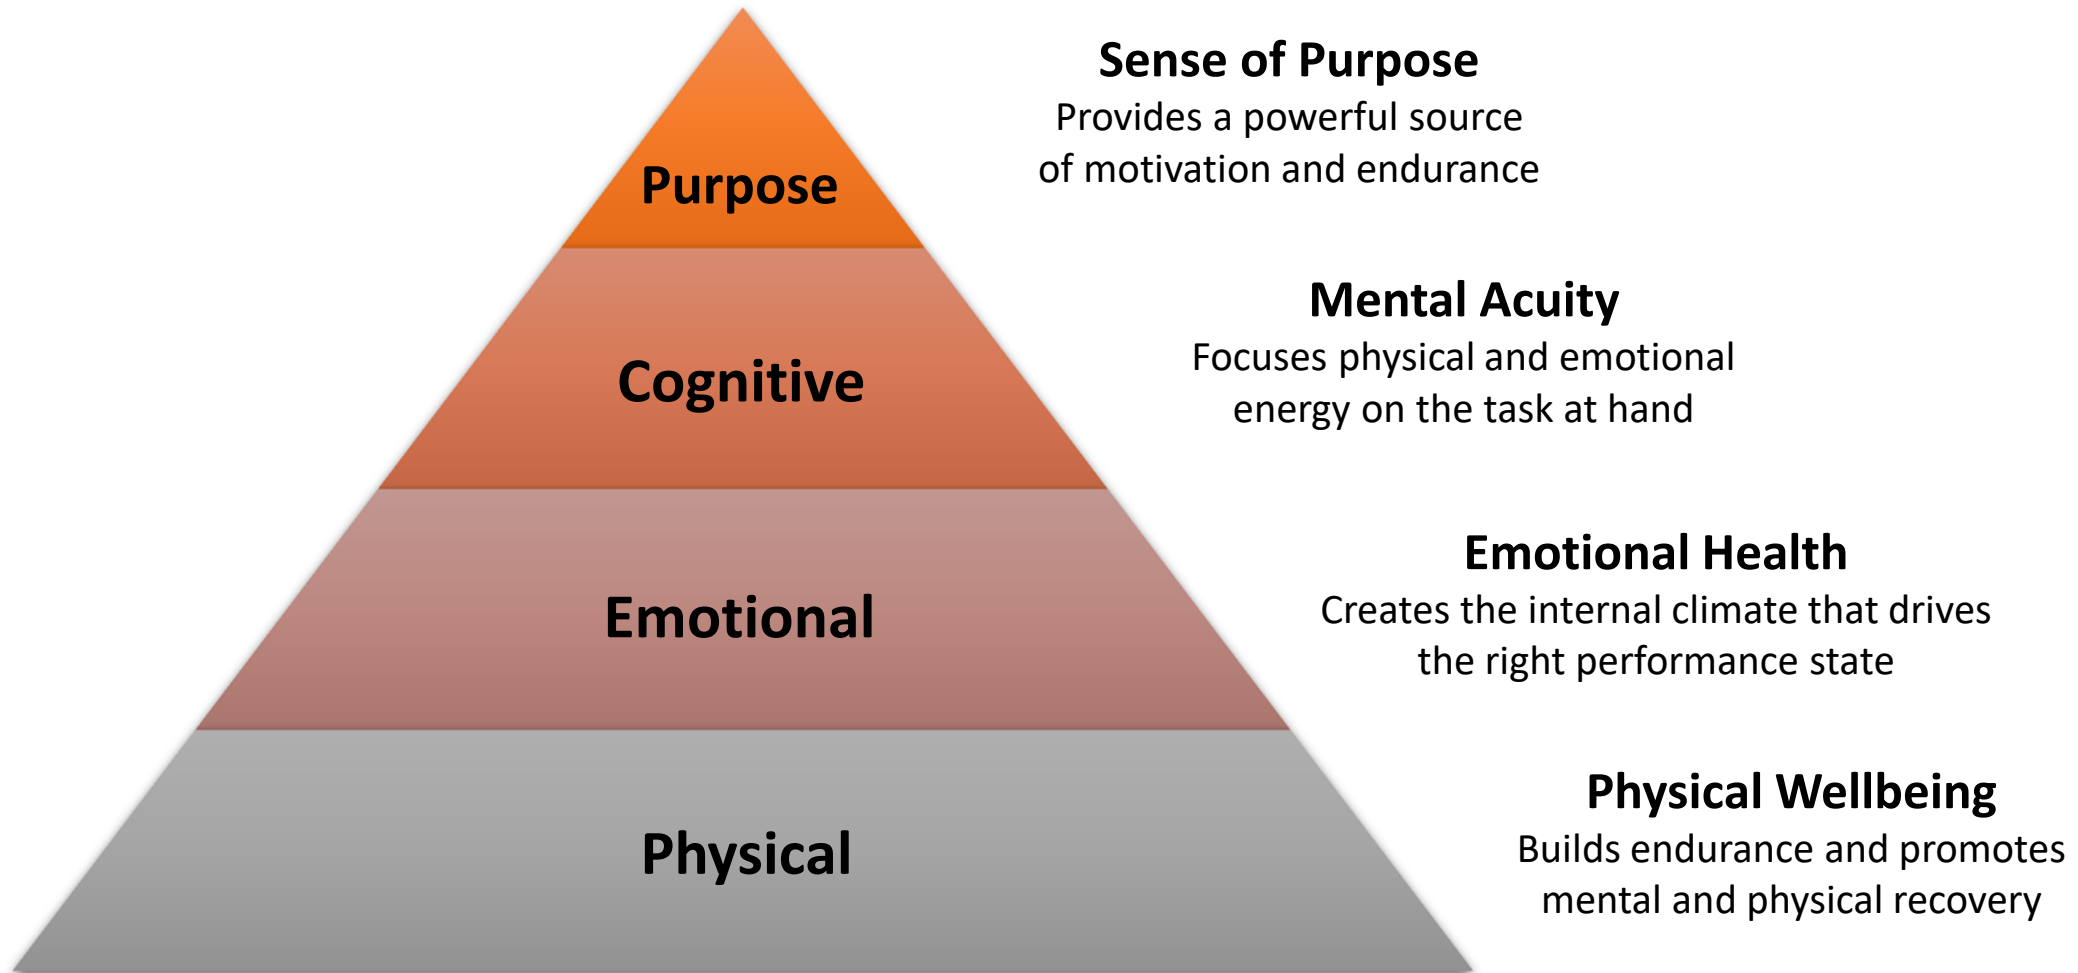 Sense of Purpose
Provides a powerful source
of motivation and endurance
Purpose
Mental Acuity
Focuses physical and emotional
energy on the task at hand
Cognitive
Emotional Health
Creates the internal climate that drives
the right performance state
Emotional
Physical Wellbeing
Builds endurance and promotes
mental and physical recovery
Physical